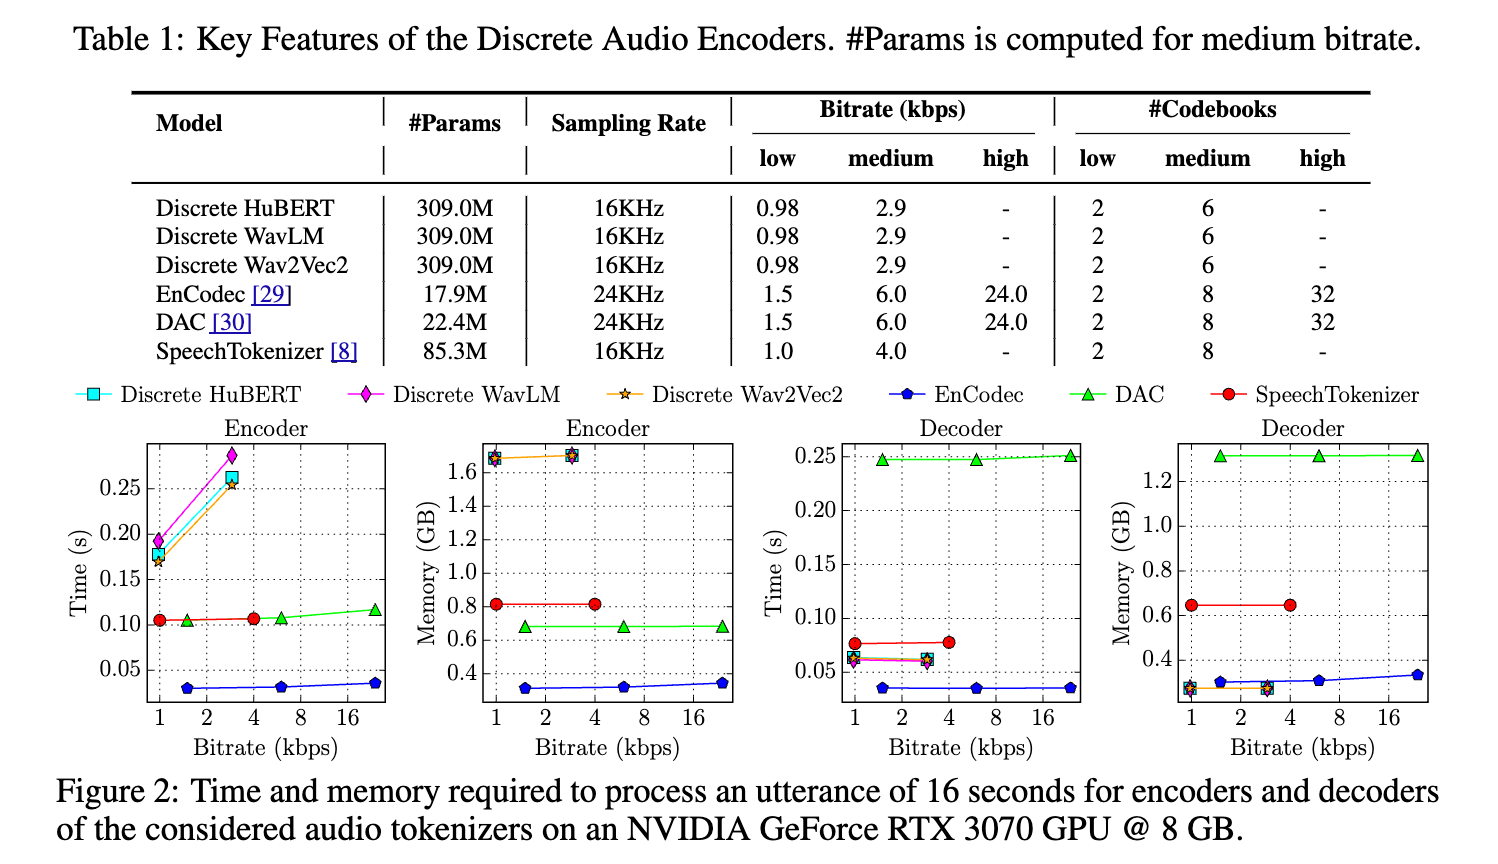 Table 1: Key Features of the Discrete Audio Encoders. #Params is computed for medium bitrate.
Model #Params Sampling Rate Bitrate (kbps) #Codebooks
low medium high low medium high
Discrete HuBERT 309.0M 16KHz 0.98 2.9 - 2 6 -
Discrete WavLM 309.0M 16KHz 0.98 2.9 - 2 6 -
Discrete Wav2Vec2 309.0M 16KHz 0.98 2.9 - 2 6 -
EnCodec [29] 17.9M 24KHz 1.5 6.0 24.0 2 8 32
DAC [30] 22.4M 24KHz 1.5 6.0 24.0 2 8 32
SpeechTokenizer [8] 85.3M 16KHz 1.0 4.0 - 2 8 -
Discrete HuBERT Discrete WavLM Discrete Wav2Vec2 EnCodec DAC SpeechTokenizer
Encoder
Time (s)
0.25
0.20
0.15
0.10
0.05
1 2 4 8 16
Bitrate (kbps)
Encoder
Memory (GB)
1.6
1.4
1.2
1.0
0.8
0.6
0.4
1 2 4 8 16
Bitrate (kbps)
Decoder
Time (s)
0.25
0.20
0.15
0.10
0.05
1 2 4 8 16
Bitrate (kbps)
Decoder
Memory (GB)
1.2
1.0
0.8
0.6
0.4
1 2 4 8 16
Bitrate (kbps)
Figure 2: Time and memory required to process an utterance of 16 seconds for encoders and decoders
of the considered audio tokenizers on an NVIDIA GeForce RTX 3070 GPU @ 8 GB.